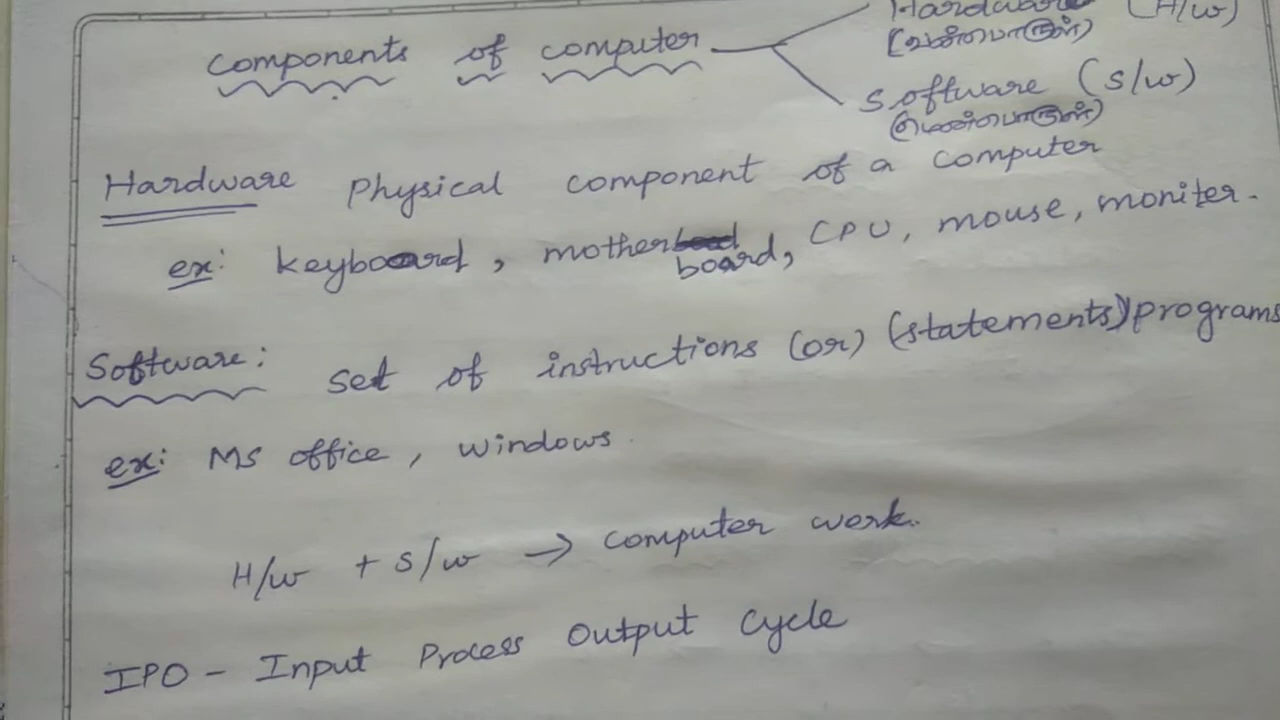 Hardware (H/w)
(வன்பொருள்)
Components of computer
Software (S/w)
(மென்பொருள்)
Hardware Physical component of a computer
ex: keyboard, motherboard, CPU, mouse, moniter.
Software: Set of instructions (or) (statements) programs
ex: MS office, windows.
H/w + S/w → computer work.
IPO - Input Process Output Cycle